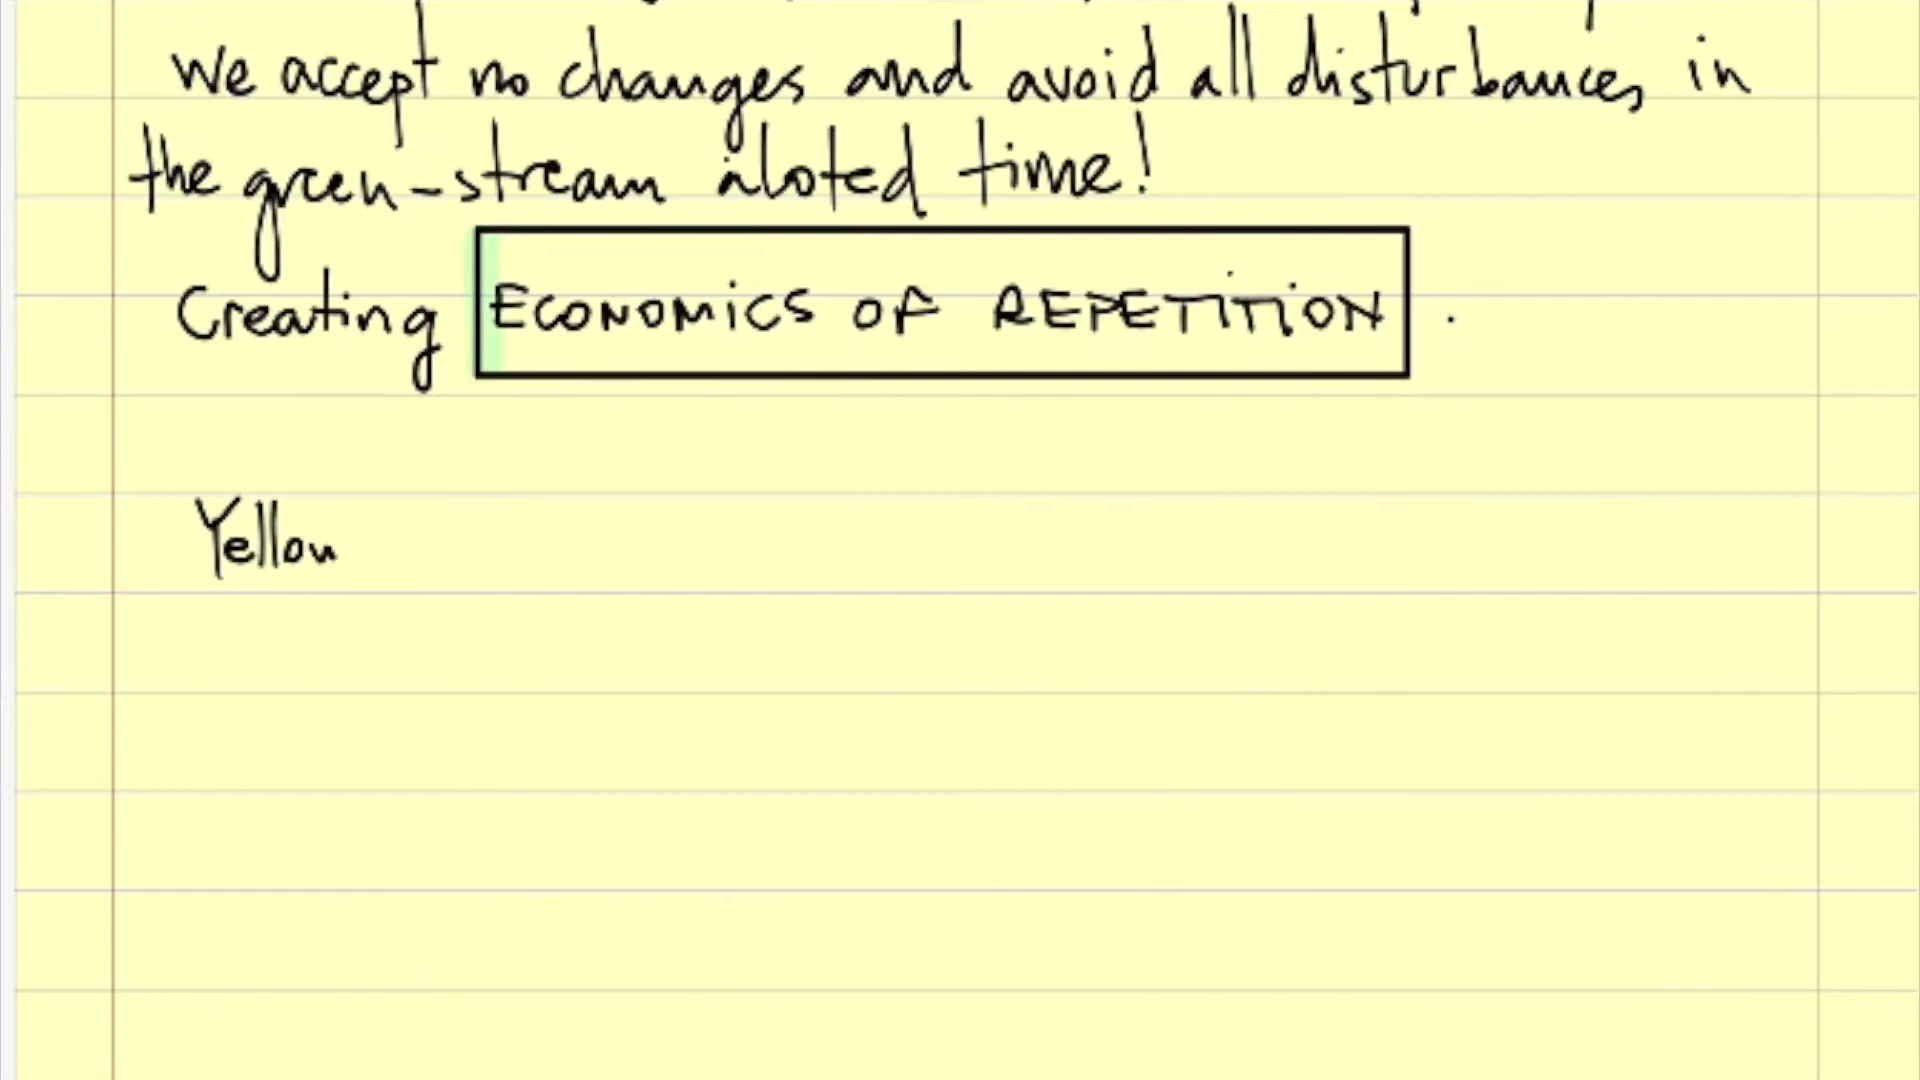 We accept no changes and avoid all disturbances in
the green-stream aloted time!
Creating ECONOMICS OF REPETITION .
Yellow